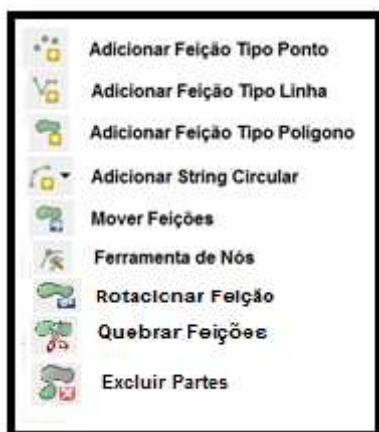 Adicionar Feição Tipo Ponto
Adicionar Feição Tipo Linha
Adicionar Feição Tipo Polígono
Adicionar String Circular
Mover Feições
Ferramenta de Nós
Rotacionar Feição
Quebrar Feições
Excluir Partes